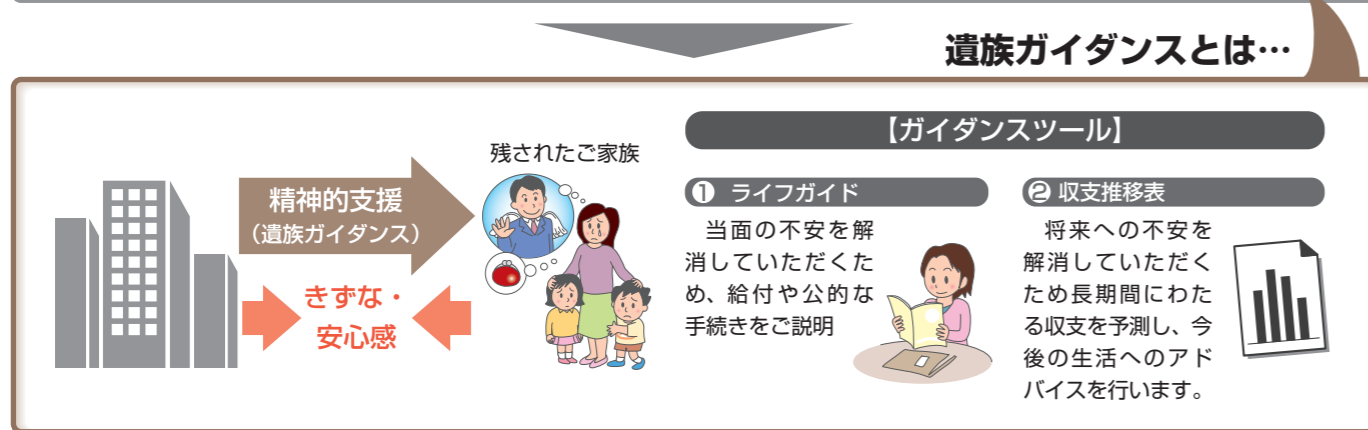 遺族ガイダンスとは…
残されたご家族
精神的支援
（遺族ガイダンス）
きずな・
安心感
【ガイダンスツール】
① ライフガイド
当面の不安を解
消していただくた
め、給付や公的な
手続きをご説明
② 収支推移表
将来への不安を
解消していただく
ため長期間にわた
る収支を予測し、今
後の生活へのアド
バイスを行います。